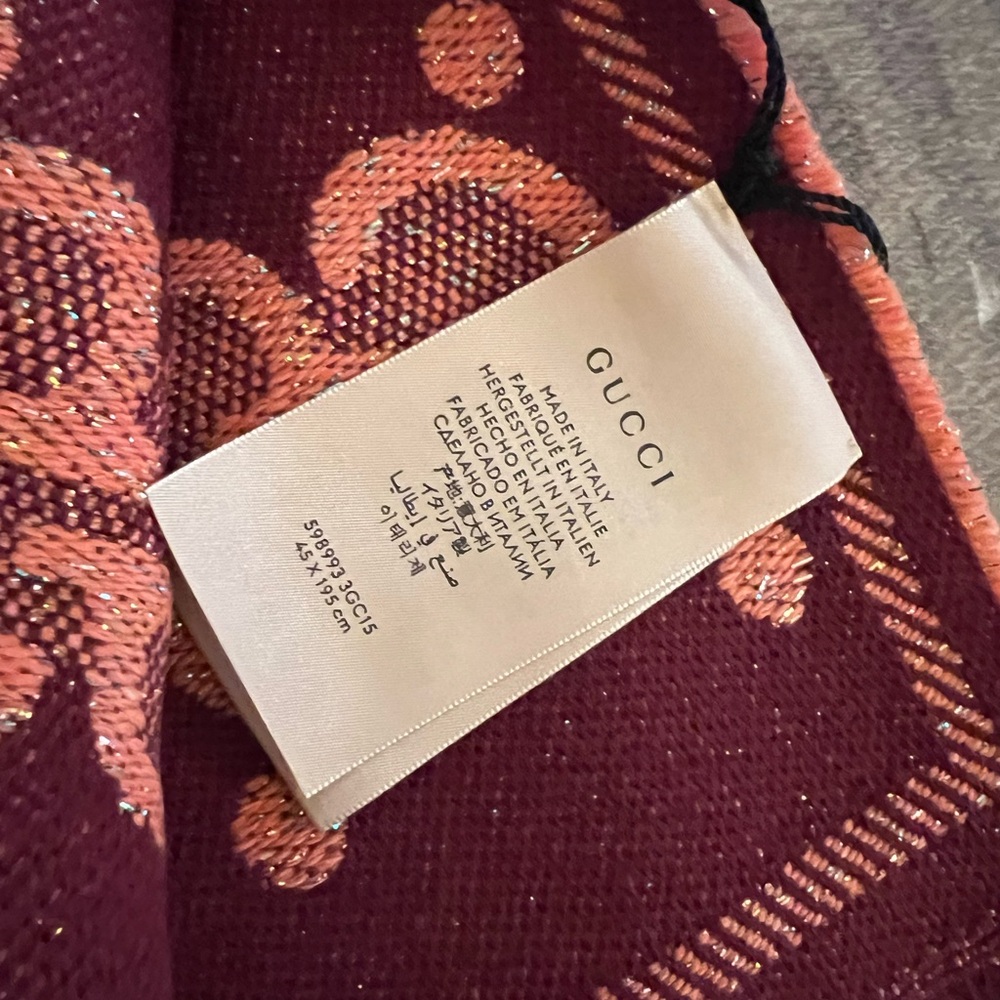 GUCCI
MADE IN ITALY
FABRIQUÉ EN ITALIE
HERGESTELLT IN ITALIEN
HECHO EN ITALIA
FABRICADO EM ITÁLIA
СДЕЛАНО В ИТАЛИИ
产地:意大利
イタリア製
صنع في إيطاليا
이태리제
598993 3GC15
45 X 195 cm